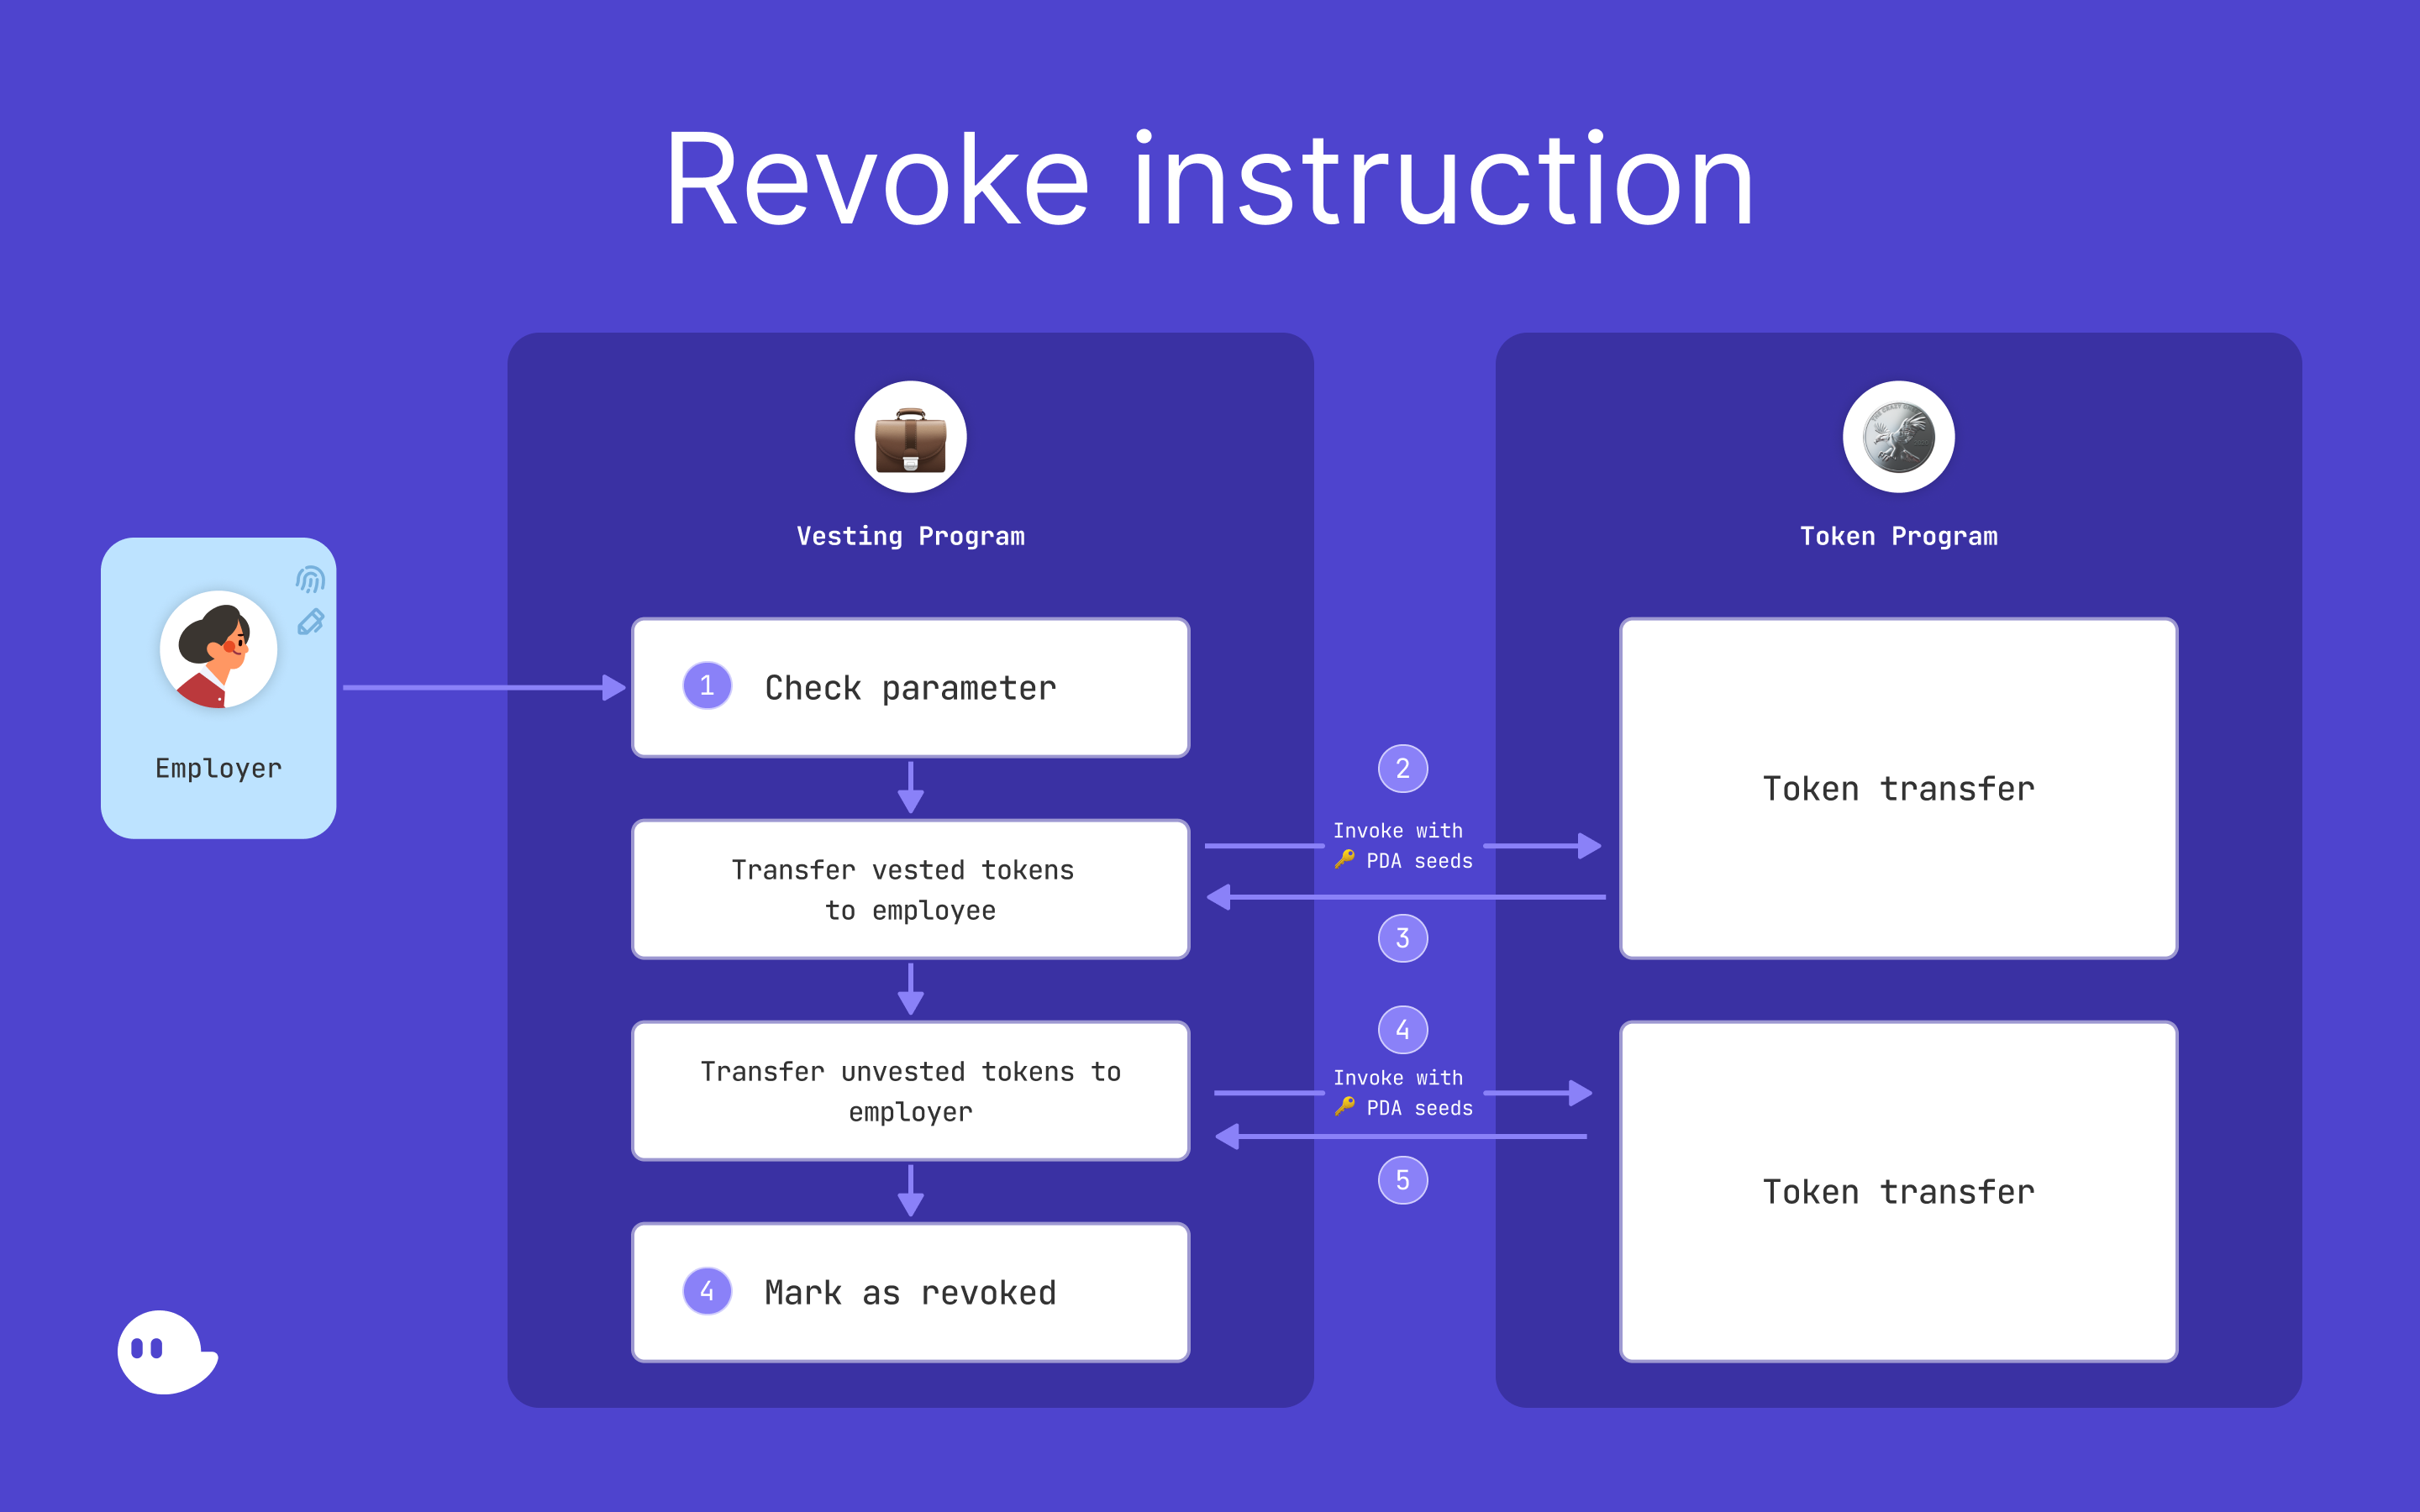 Revoke instruction
Employer
Vesting Program
1 Check parameter
Transfer vested tokens
to employee
Transfer unvested tokens to
employer
4 Mark as revoked
2
Invoke with
PDA seeds
3
4
Invoke with
PDA seeds
5
Token Program
Token transfer
Token transfer